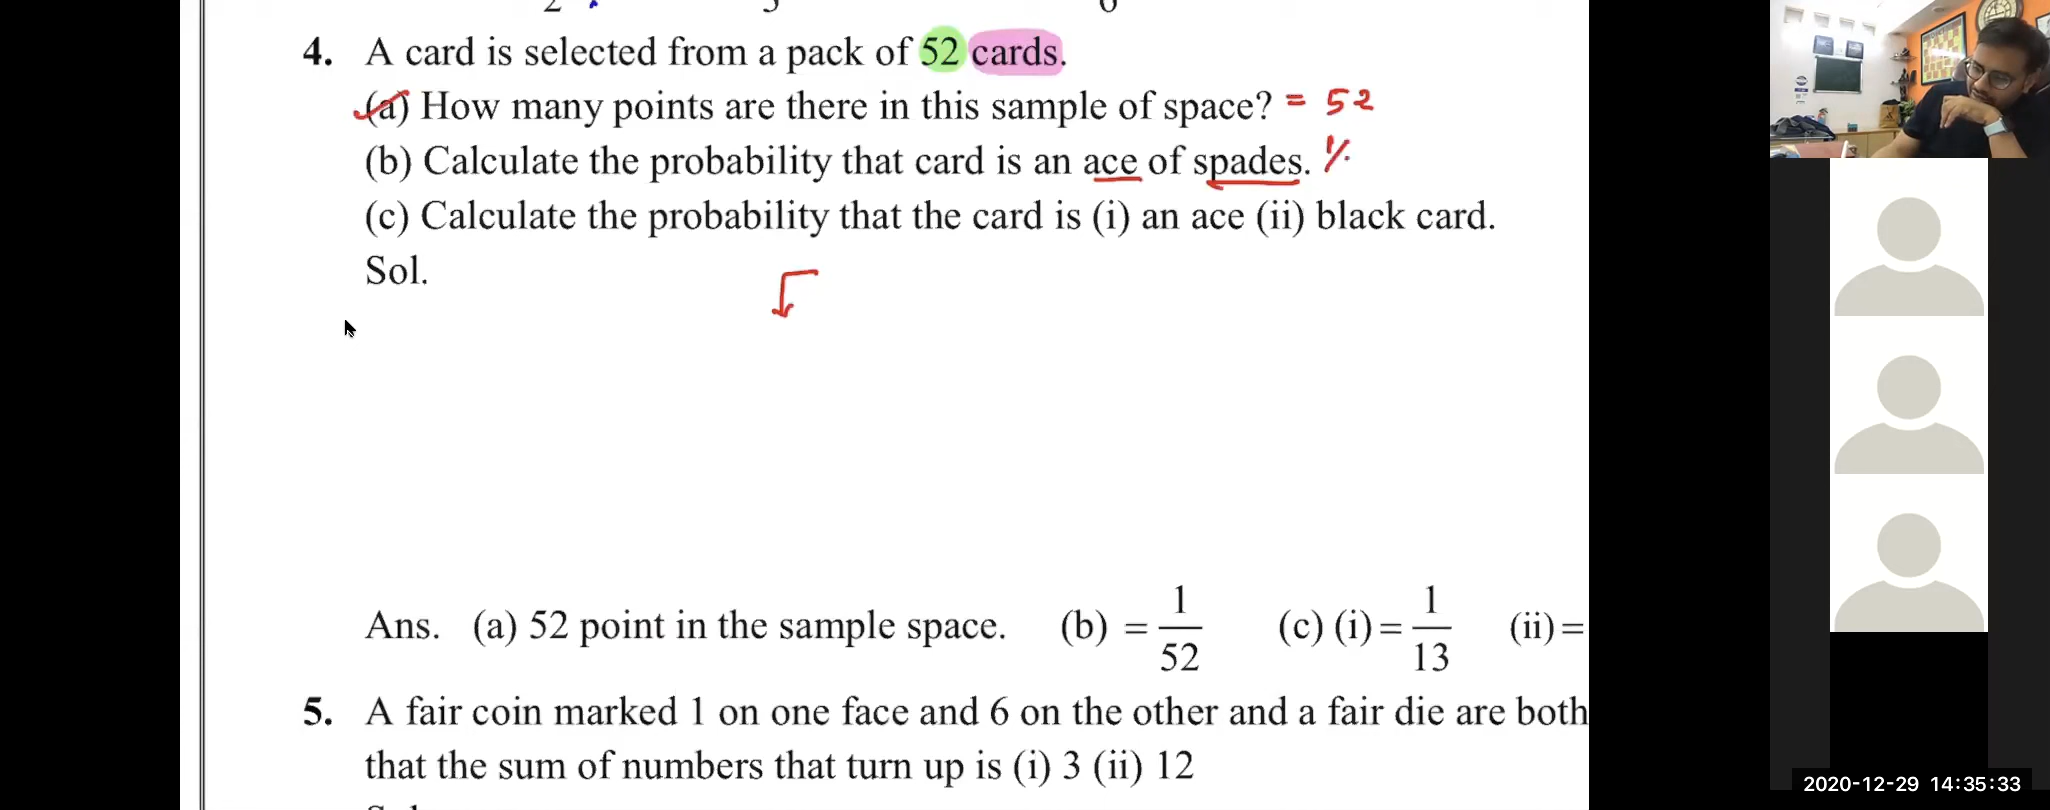 4. A card is selected from a pack of 52 cards.
(a) How many points are there in this sample of space? = 52
(b) Calculate the probability that card is an ace of spades. 1/.
(c) Calculate the probability that the card is (i) an ace (ii) black card.
Sol.
Ans. (a) 52 point in the sample space. (b) = 1/52 (c) (i) = 1/13 (ii) =
5. A fair coin marked 1 on one face and 6 on the other and a fair die are both
that the sum of numbers that turn up is (i) 3 (ii) 12
2020-12-29 14:35:33